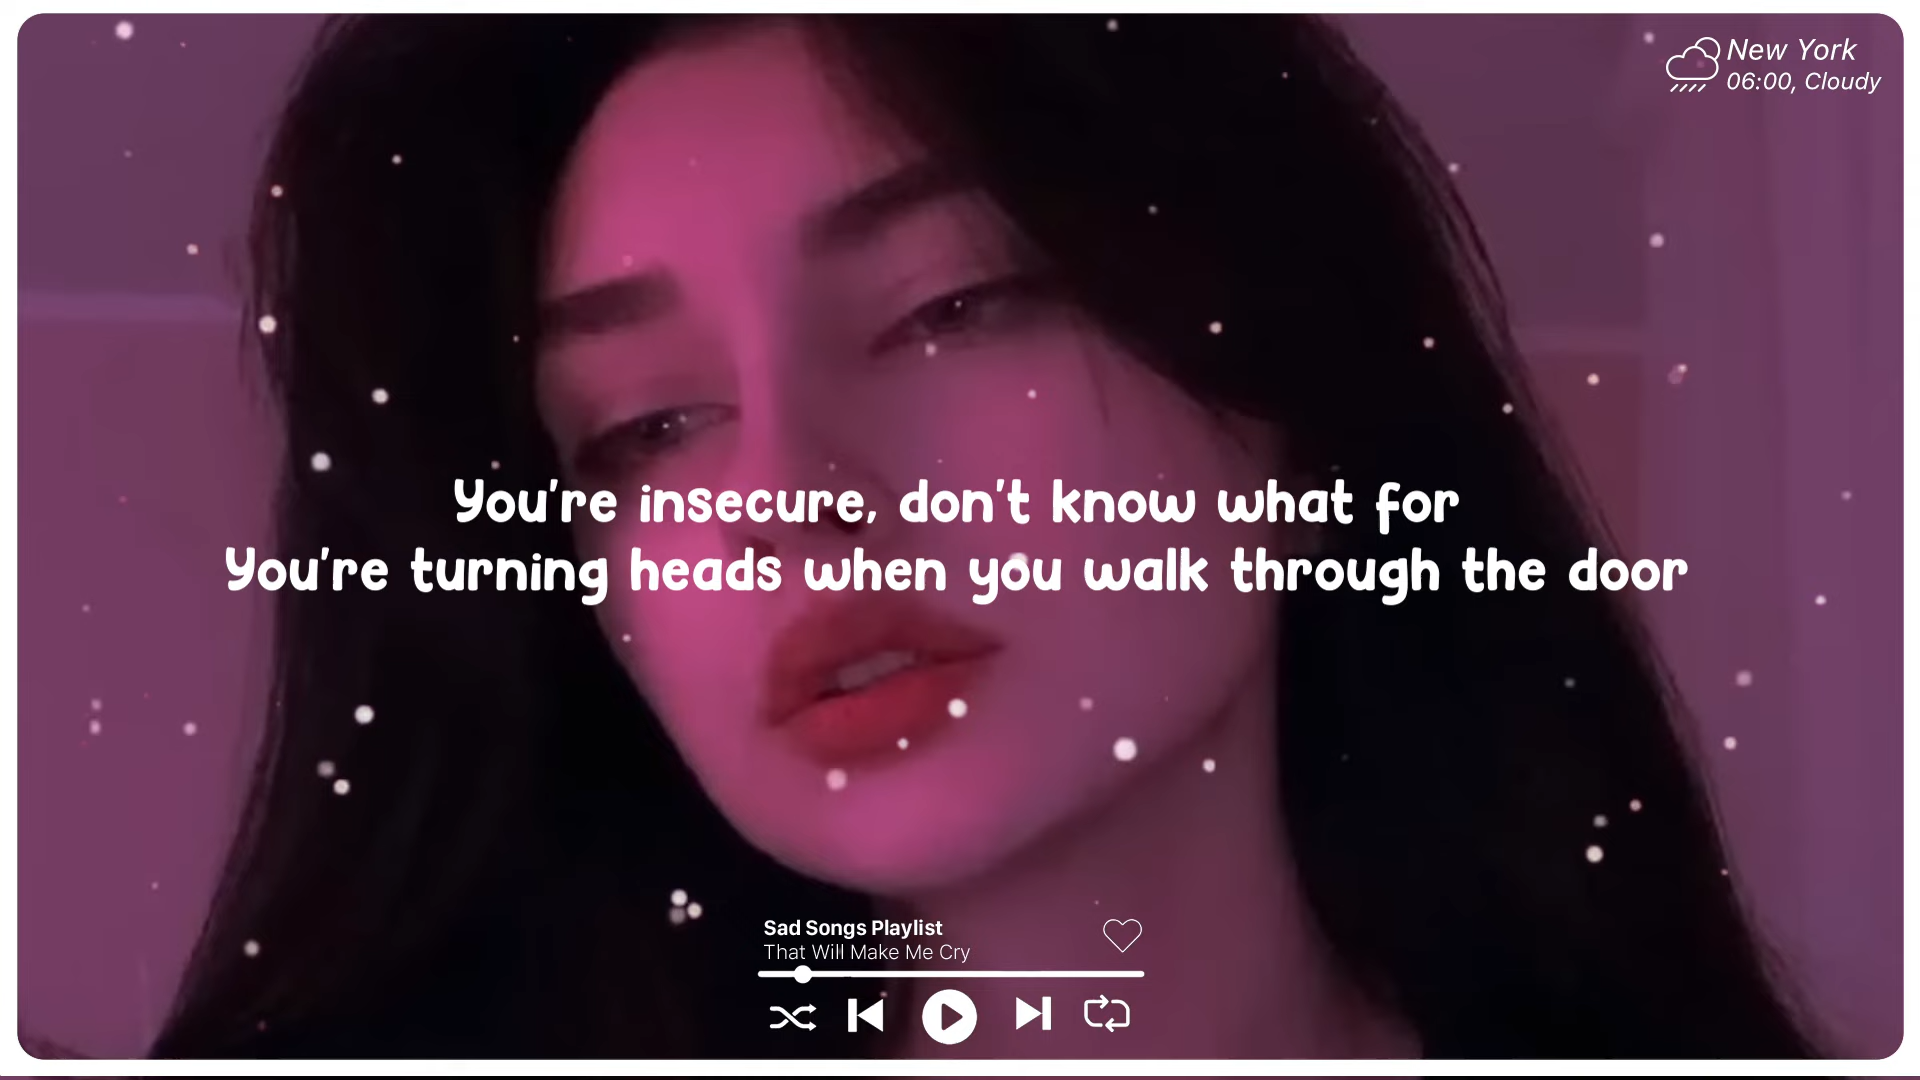 New York
06:00, Cloudy
You're insecure, don't know what for
You're turning heads when you walk through the door
Sad Songs Playlist
That Will Make Me Cry